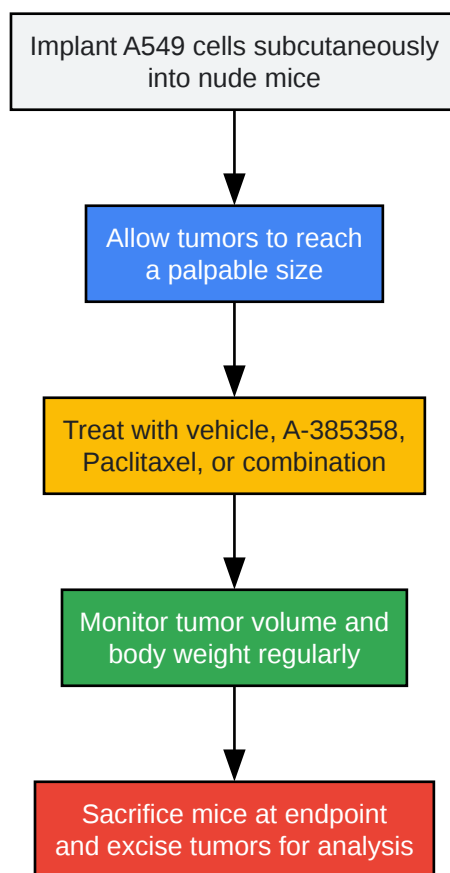 Implant A549 cells subcutaneously
into nude mice
Allow tumors to reach
a palpable size
Treat with vehicle, A-385358,
Paclitaxel, or combination
Monitor tumor volume and
body weight regularly
Sacrifice mice at endpoint
and excise tumors for analysis